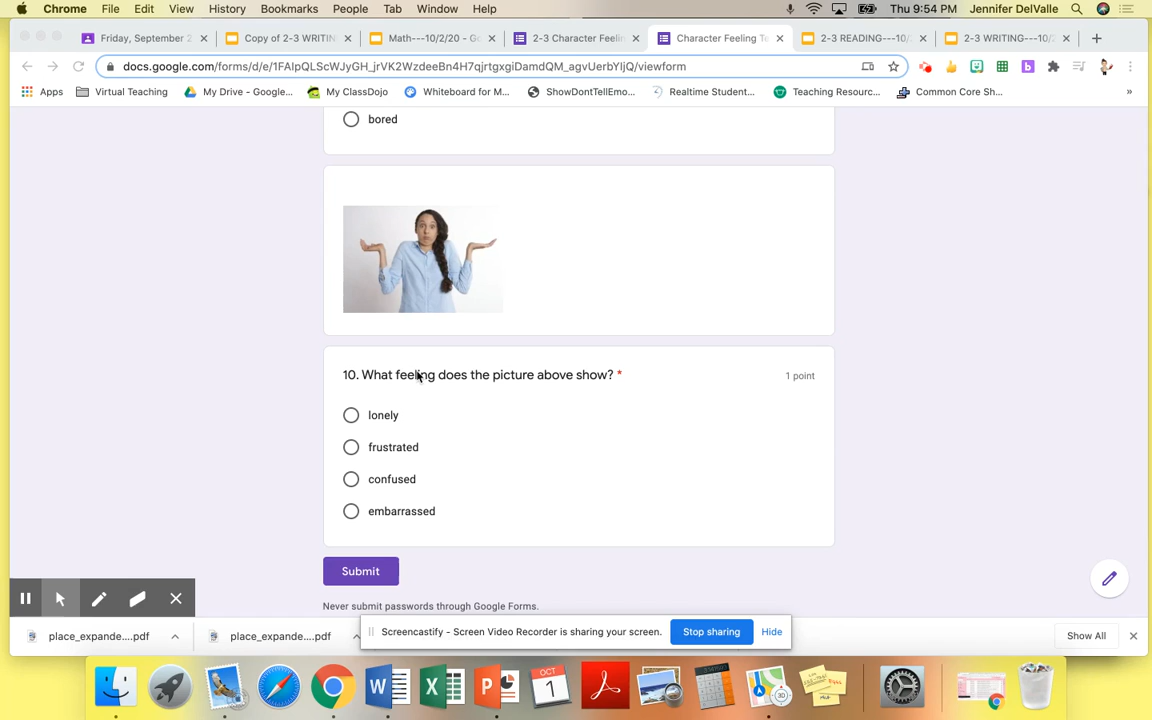 Chrome File Edit View History Bookmarks People Tab Window Help Thu 9:54 PM Jennifer DelValle
Friday, September 2 Copy of 2-3 WRITIN Math---10/2/20 - Go 2-3 Character Feelin Character Feeling Te 2-3 READING---10/ 2-3 WRITING---10/
docs.google.com/forms/d/e/1FAIpQLScWJyGH_jrVK2WzdeeBn4H7qjrtgxgiDamdQM_agvUerbYIjQ/viewform
Apps Virtual Teaching My Drive - Google... My ClassDojo Whiteboard for M... ShowDontTellEmo... Realtime Student... Teaching Resourc... Common Core Sh... »
bored
10. What feeling does the picture above show? * 1 point
lonely
frustrated
confused
embarrassed
Submit
Never submit passwords through Google Forms.
Screencastify - Screen Video Recorder is sharing your screen. Stop sharing Hide
place_expande....pdf place_expande....pdf Show All
OCT
1